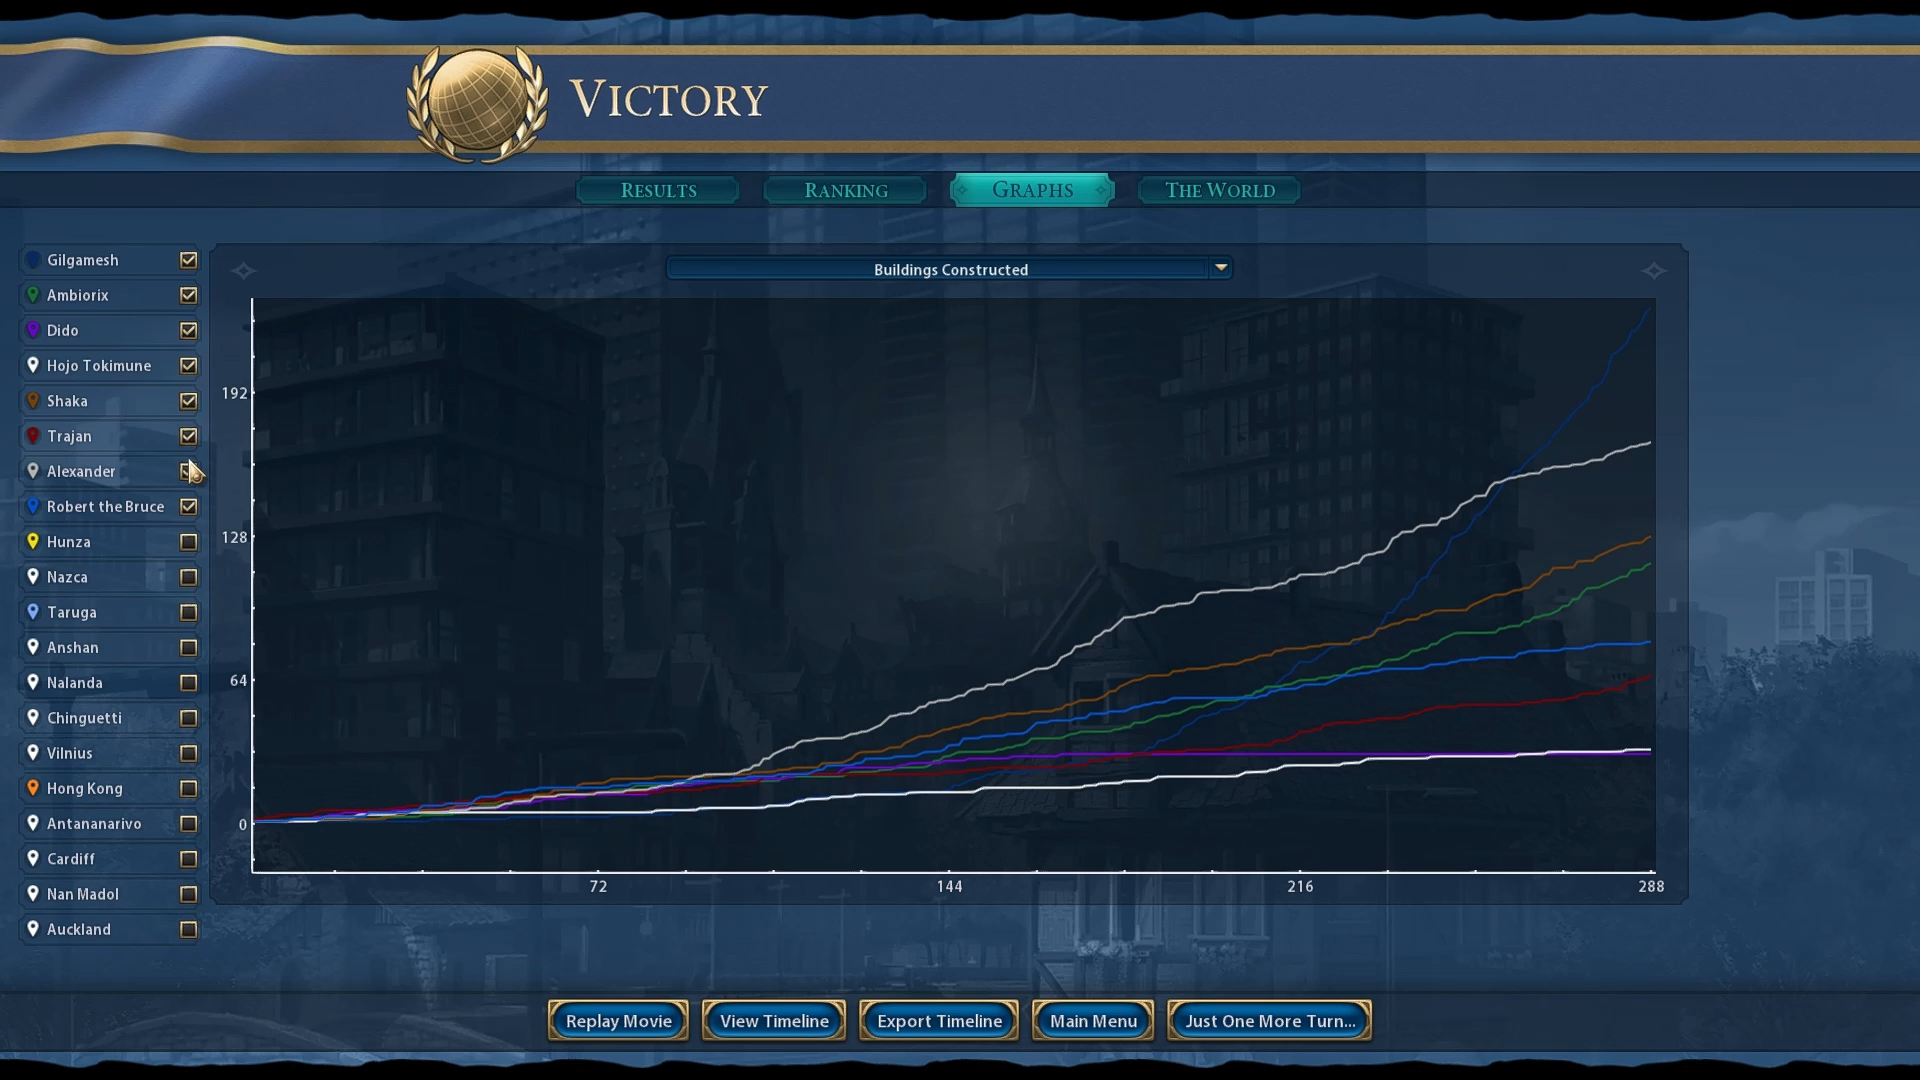 VICTORY
RESULTS
RANKING
GRAPHS
THE WORLD
Gilgamesh
Ambiorix
Dido
Hojo Tokimune
Shaka
Trajan
Alexander
Robert the Bruce
Hunza
Nazca
Taruga
Anshan
Nalanda
Chinguetti
Vilnius
Hong Kong
Antananarivo
Cardiff
Nan Madol
Auckland
Buildings Constructed
192
128
64
0
72
144
216
288
Replay Movie
View Timeline
Export Timeline
Main Menu
Just One More Turn...